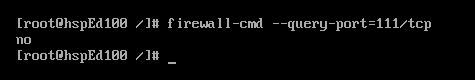 [root@hspEd100 /]# firewall-cmd --query-port=111/tcp
no
[root@hspEd100 /]# _